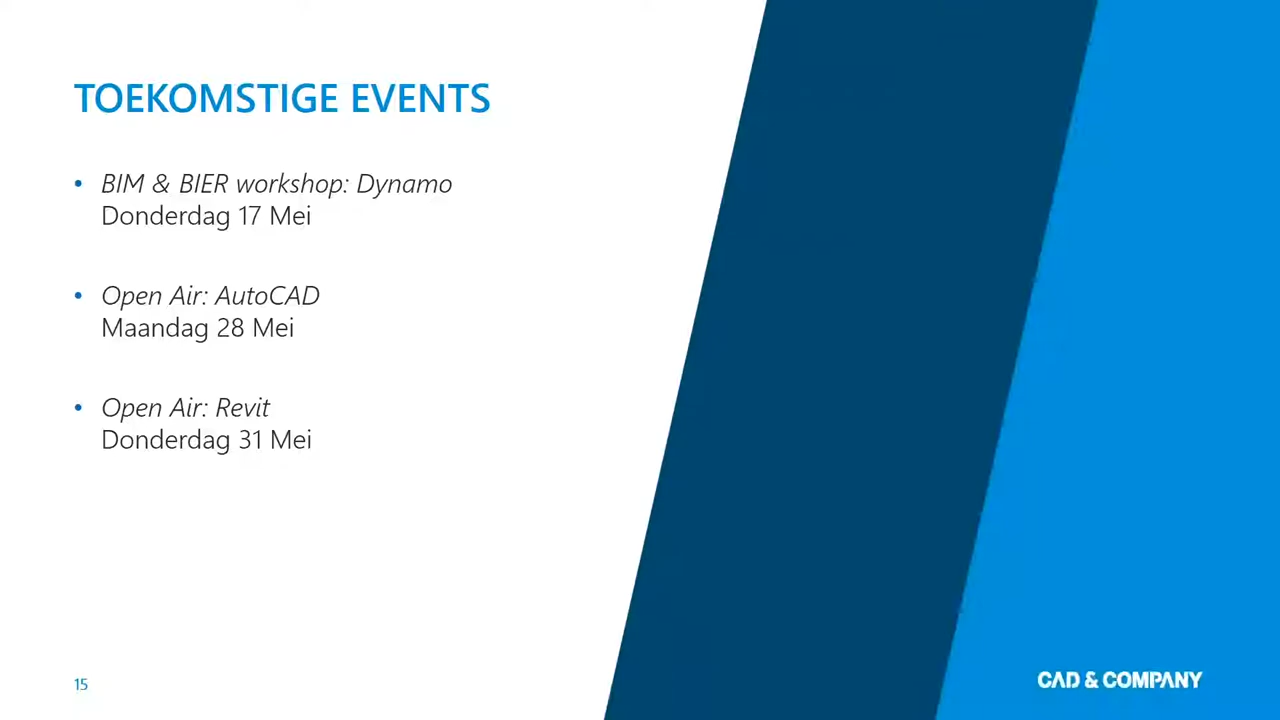 TOEKOMSTIGE EVENTS
• BIM & BIER workshop: Dynamo
Donderdag 17 Mei
• Open Air: AutoCAD
Maandag 28 Mei
• Open Air: Revit
Donderdag 31 Mei
15
CAD & COMPANY